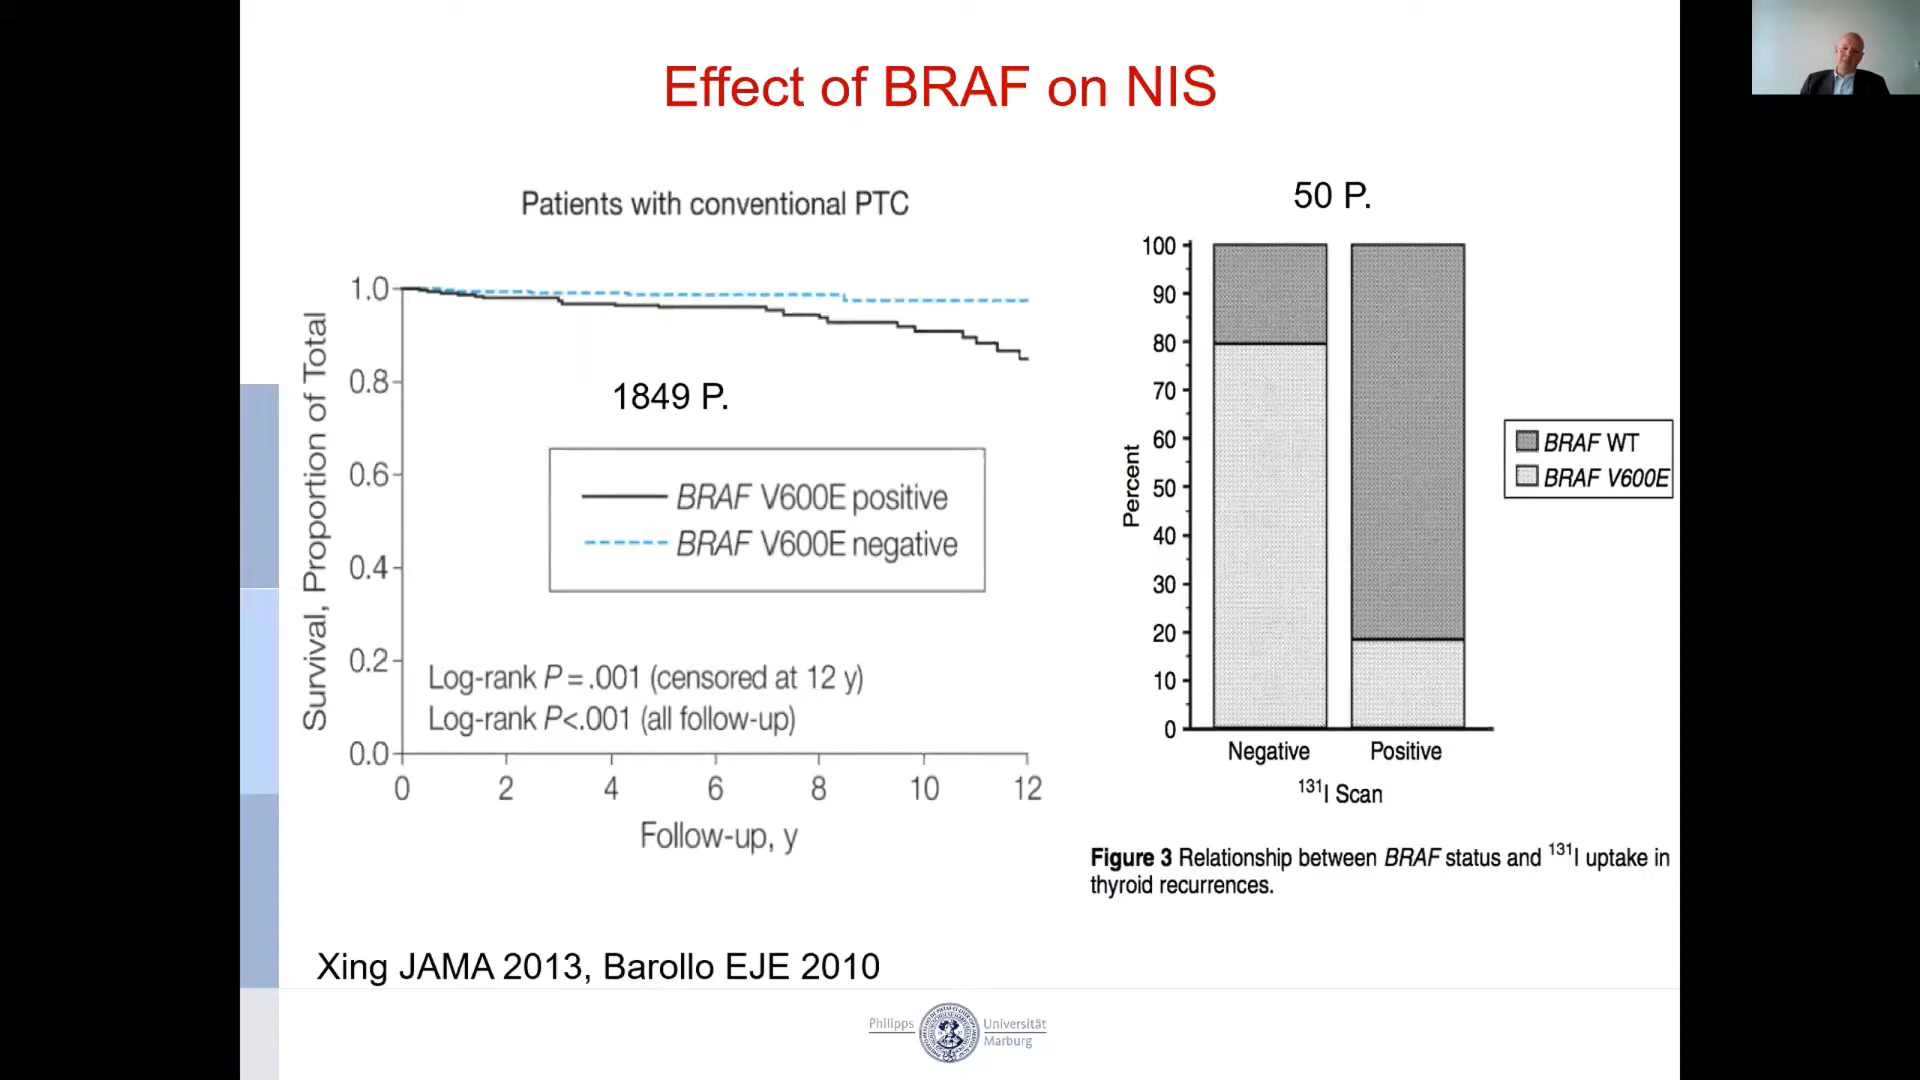 Effect of BRAF on NIS
Patients with conventional PTC
Survival, Proportion of Total
1.0
0.8
0.6
0.4
0.2
0.0
1849 P.
BRAF V600E positive
BRAF V600E negative
Log-rank P = .001 (censored at 12 y)
Log-rank P<.001 (all follow-up)
0 2 4 6 8 10 12
Follow-up, y
50 P.
Percent
100
90
80
70
60
50
40
30
20
10
0
BRAF WT
BRAF V600E
Negative Positive
131I Scan
Figure 3 Relationship between BRAF status and 131I uptake in
thyroid recurrences.
Xing JAMA 2013, Barollo EJE 2010
Philipps Universität
Marburg